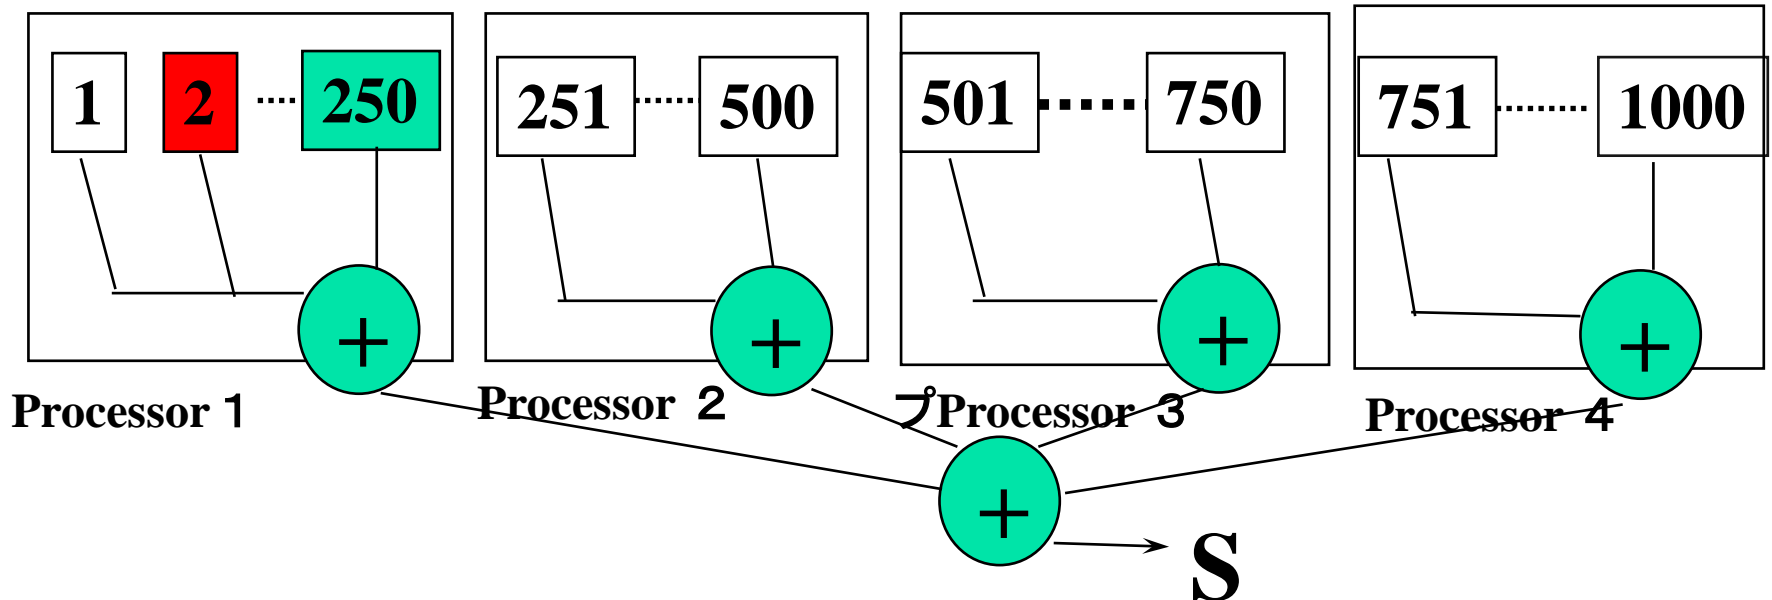 1 2 ..... 250 251 ....... 500 501 ....... 750 751 .......... 1000
+ + + +
Processor 1 Processor 2 プProcessor 3 Processor 4
+
S